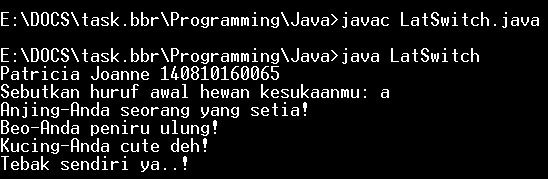 E:\DOCS\task.bbr\Programming\Java>javac LatSwitch.java
E:\DOCS\task.bbr\Programming\Java>java LatSwitch
Patricia Joanne 140810160065
Sebutkan huruf awal hewan kesukaanmu: a
Anjing-Anda seorang yang setia!
Beo-Anda peniru ulung!
Kucing-Anda cute deh!
Tebak sendiri ya..!